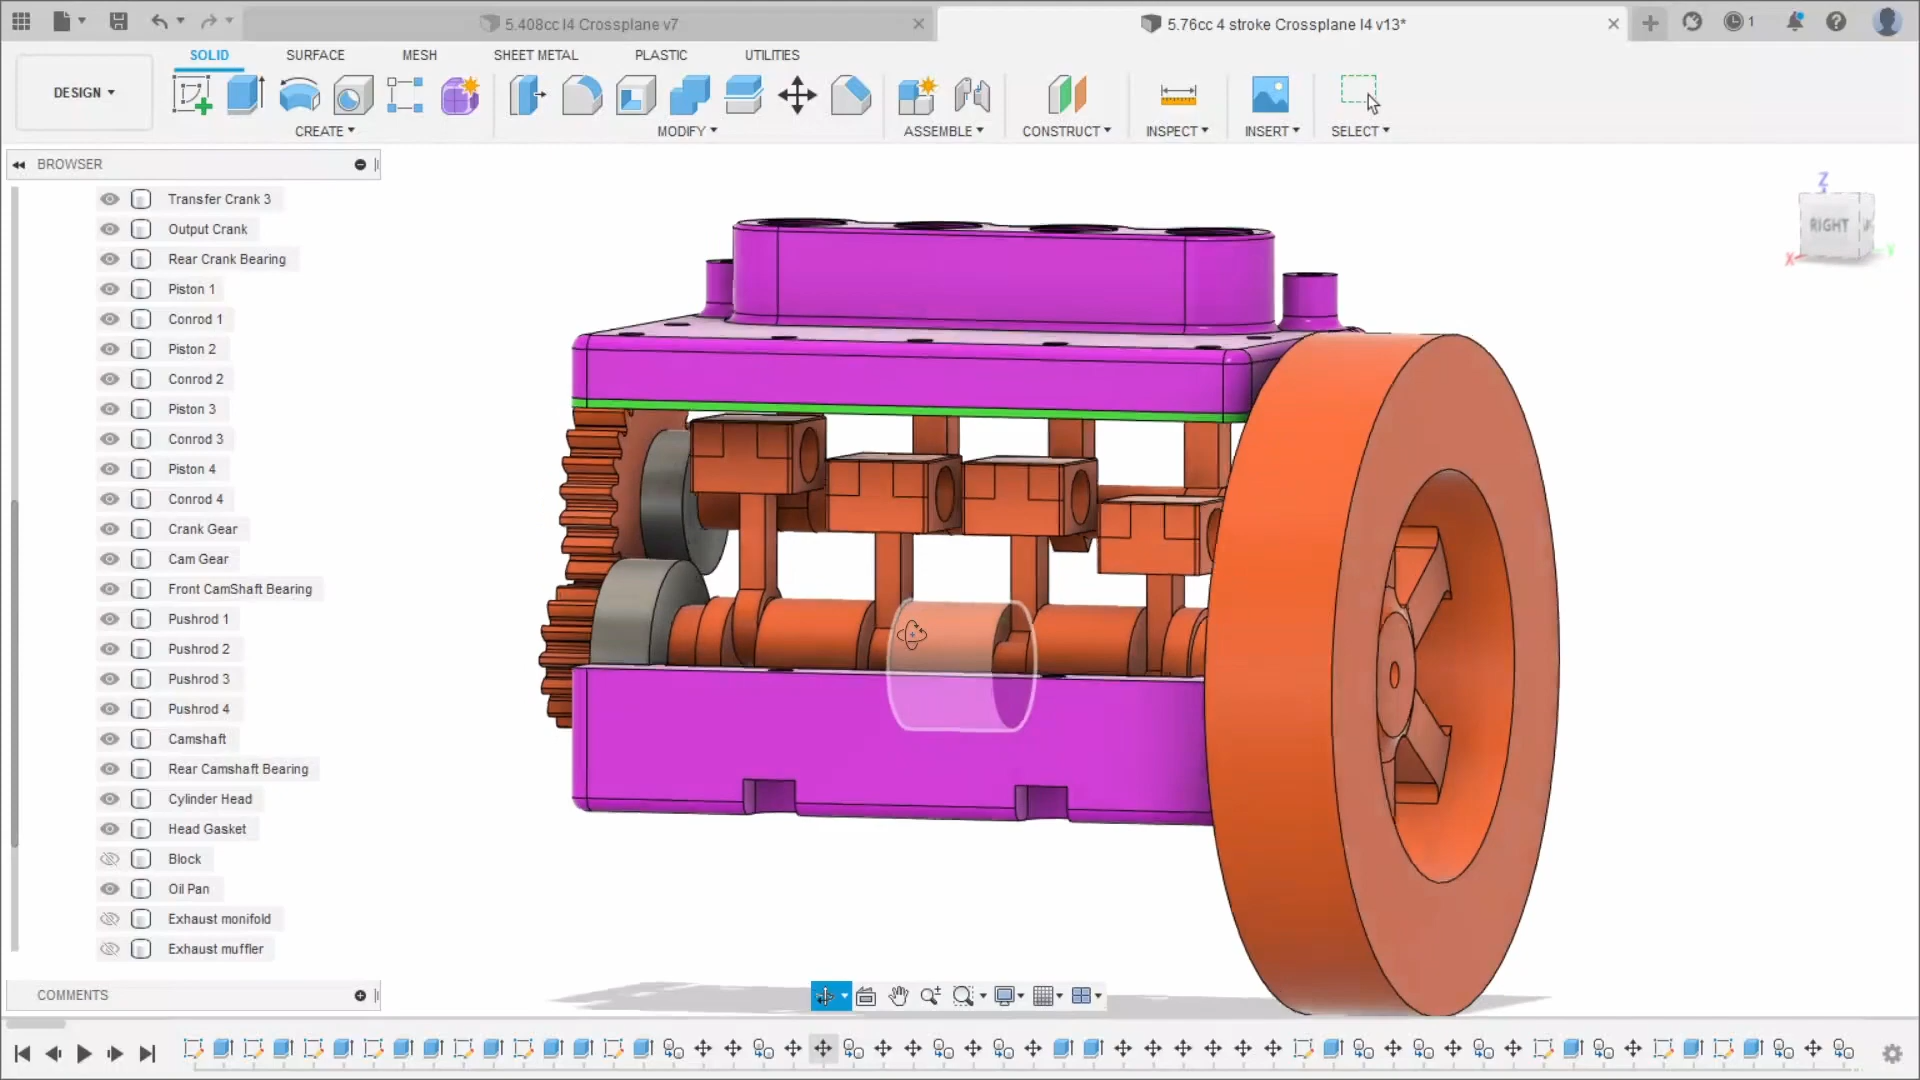 5.408cc I4 Crossplane v7
5.76cc 4 stroke Crossplane I4 v13*
1
SOLID
SURFACE
MESH
SHEET METAL
PLASTIC
UTILITIES
DESIGN
CREATE
MODIFY
ASSEMBLE
CONSTRUCT
INSPECT
INSERT
SELECT
BROWSER
Transfer Crank 3
Output Crank
Rear Crank Bearing
Piston 1
Conrod 1
Piston 2
Conrod 2
Piston 3
Conrod 3
Piston 4
Conrod 4
Crank Gear
Cam Gear
Front CamShaft Bearing
Pushrod 1
Pushrod 2
Pushrod 3
Pushrod 4
Camshaft
Rear Camshaft Bearing
Cylinder Head
Head Gasket
Block
Oil Pan
Exhaust monifold
Exhaust muffler
COMMENTS
Z
RIGHT
X
Y